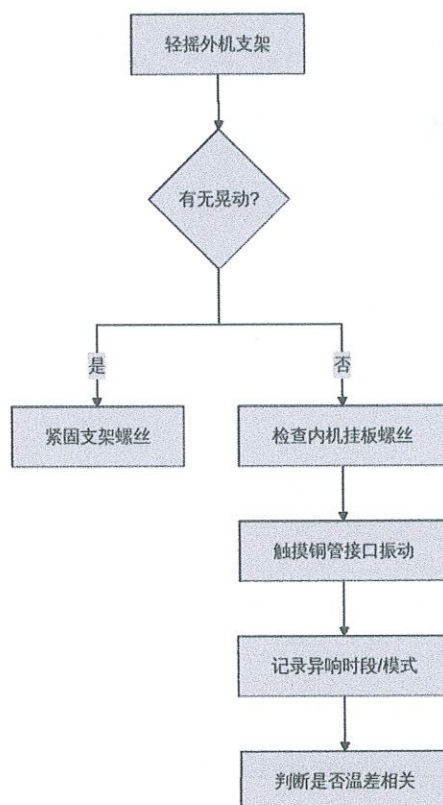 轻摇外机支架
有无晃动?
是
否
紧固支架螺丝
检查内机挂板螺丝
触摸铜管接口振动
记录异响时段/模式
判断是否温差相关